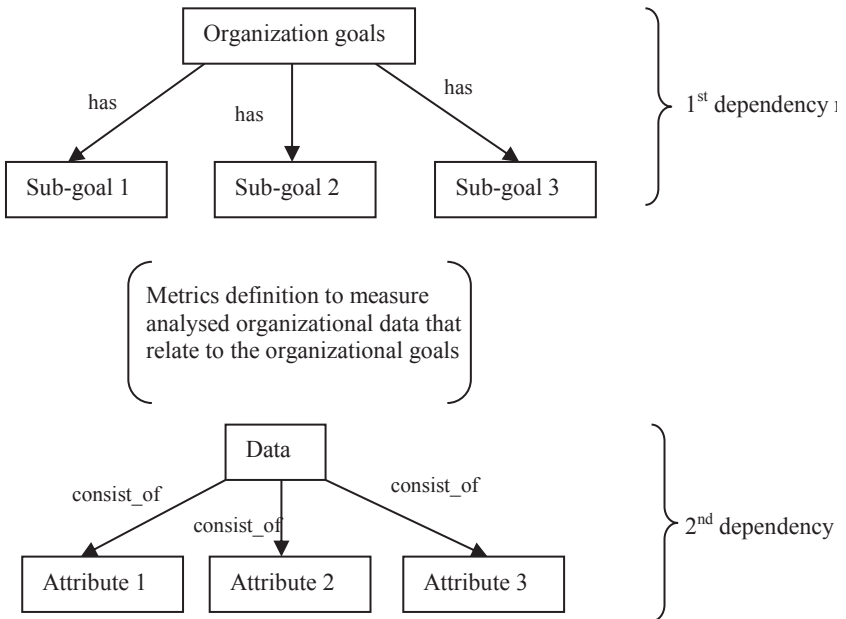 Organization goals
has
has
has
1st dependency
Sub-goal 1
Sub-goal 2
Sub-goal 3
Metrics definition to measure
analysed organizational data that
relate to the organizational goals
Data
consist_of
consist_of
consist_of
2nd dependency
Attribute 1
Attribute 2
Attribute 3